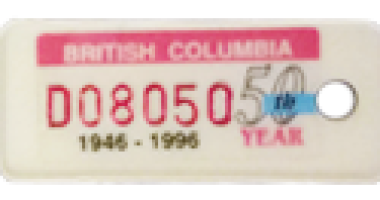 BRITISH COLUMBIA
D08050 50th
1946 - 1996 YEAR